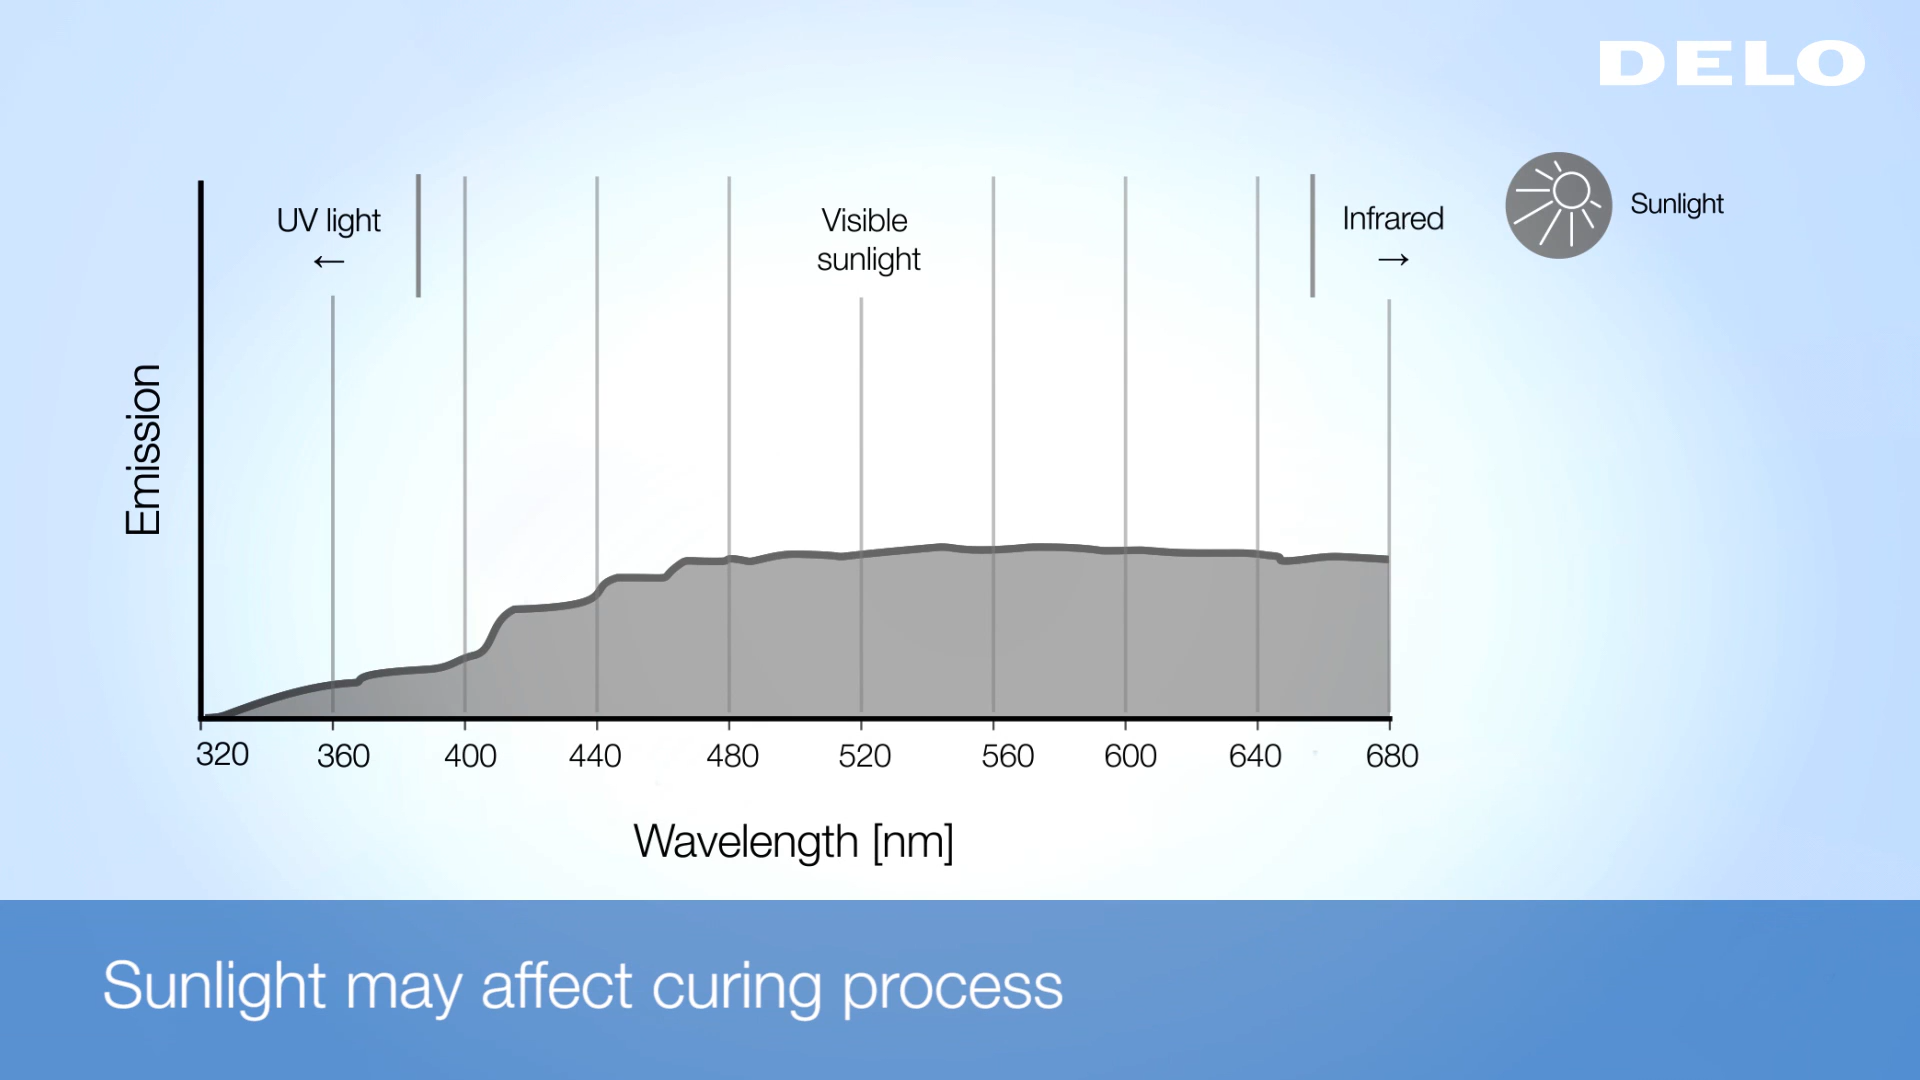 DELO
UV light
←
Visible
sunlight
Infrared
→
Sunlight
Emission
320 360 400 440 480 520 560 600 640 680
Wavelength [nm]
Sunlight may affect curing process